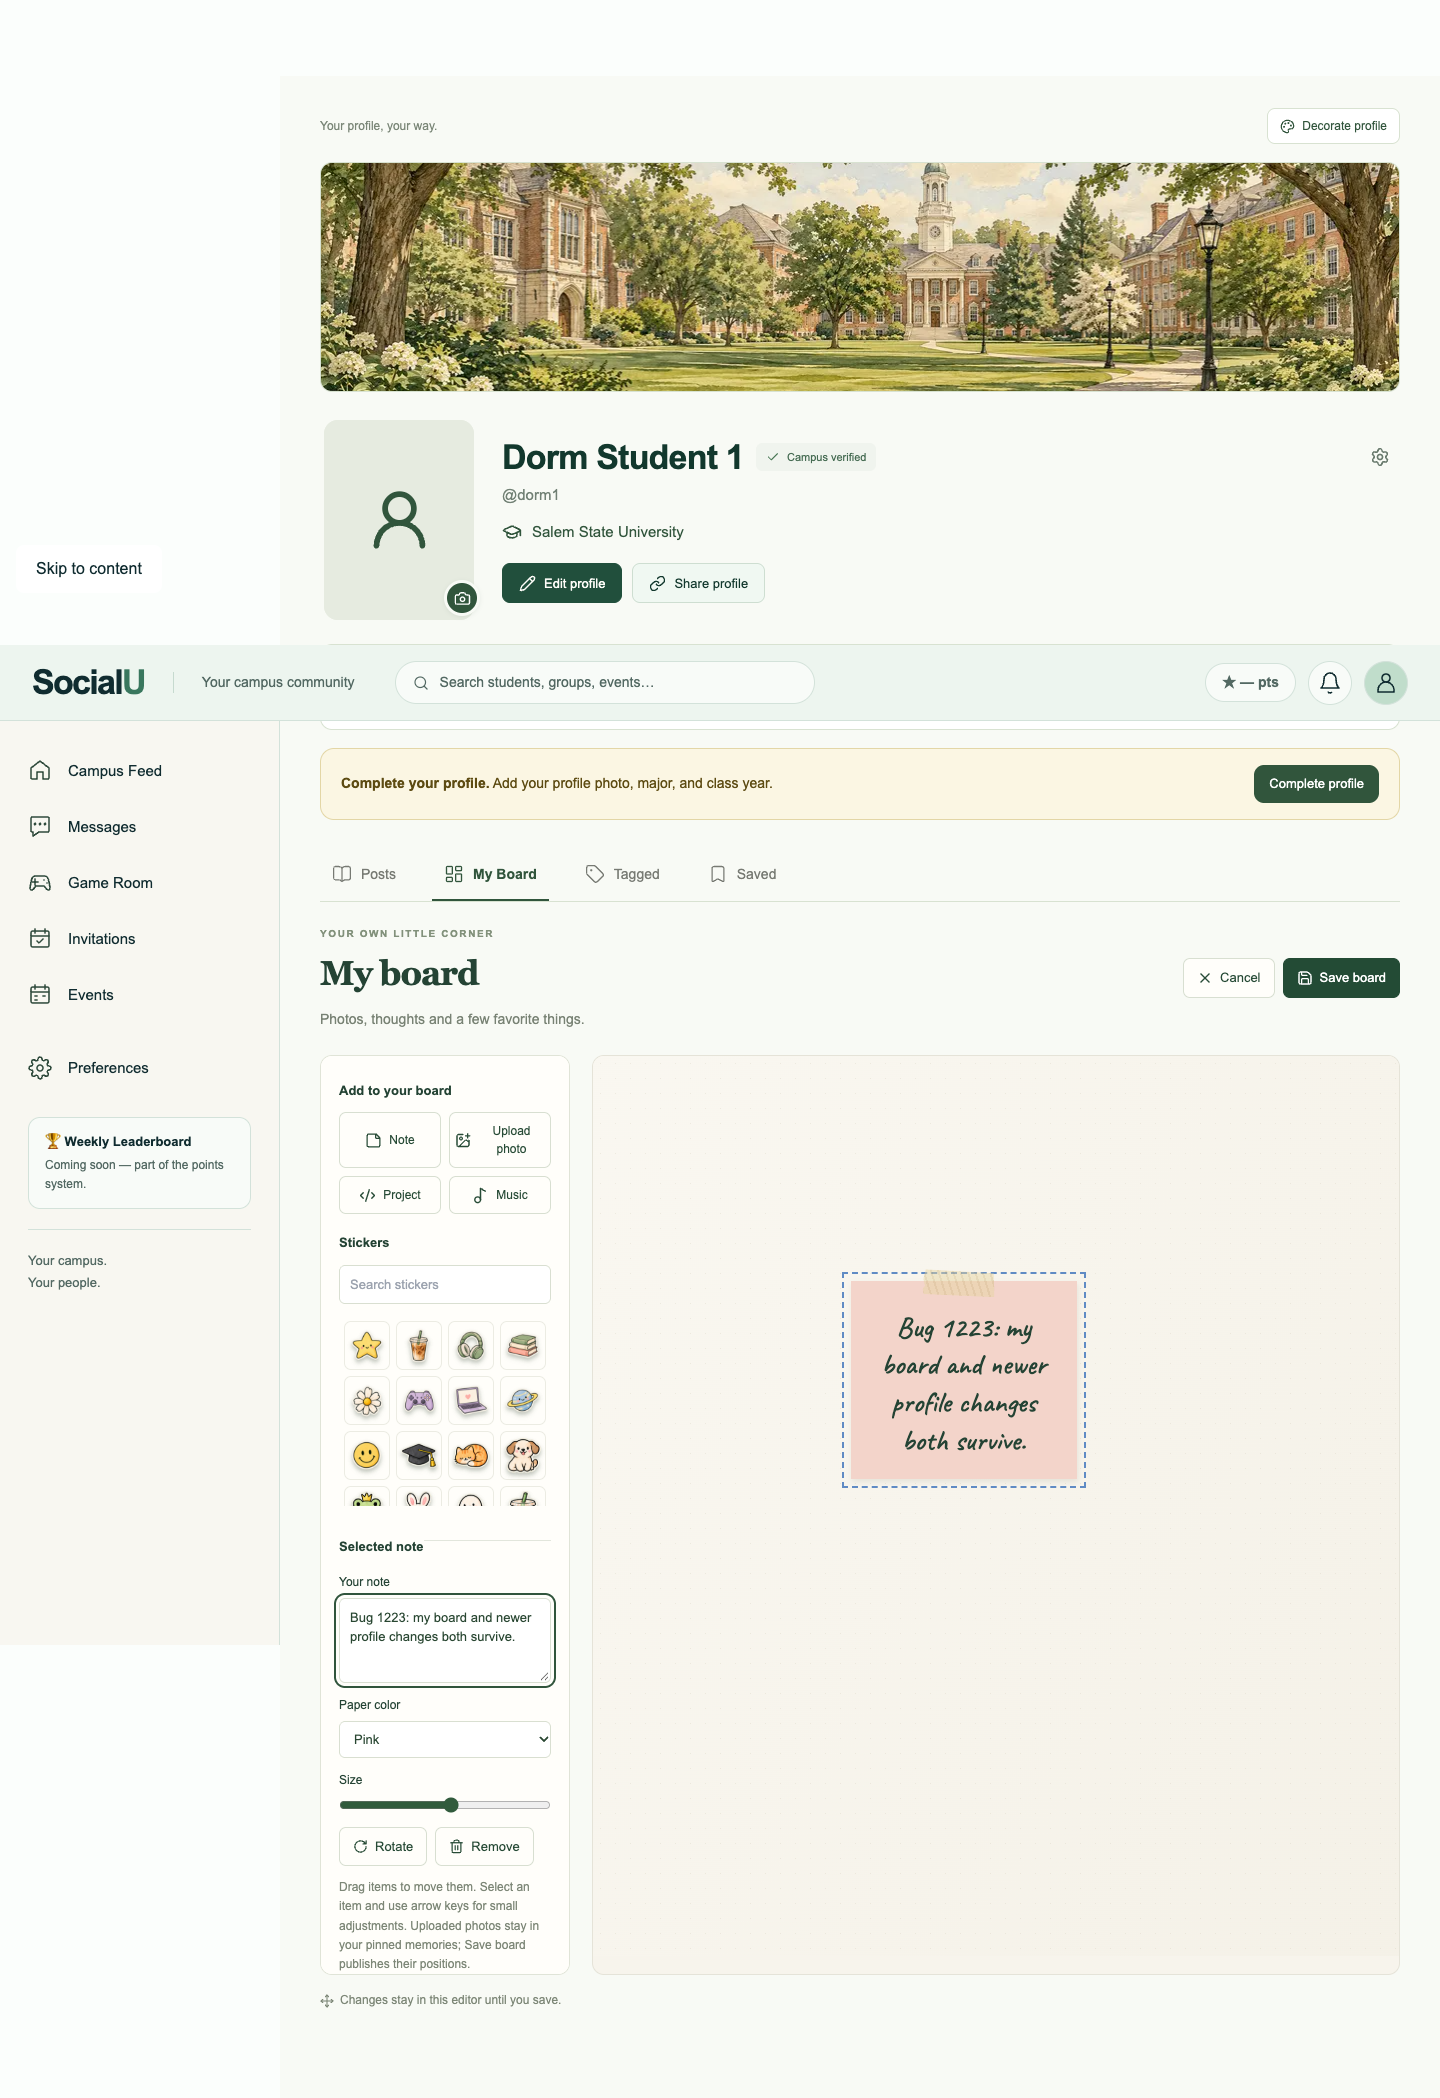 Your profile, your way.
Decorate profile
Dorm Student 1
Campus verified
@dorm1
Salem State University
Skip to content
Edit profile
Share profile
SocialU
Your campus community
Search students, groups, events…
★ — pts
Campus Feed
Messages
Game Room
Invitations
Events
Preferences
🏆 Weekly Leaderboard
Coming soon — part of the points
system.
Your campus.
Your people.
Complete your profile. Add your profile photo, major, and class year.
Complete profile
Posts
My Board
Tagged
Saved
YOUR OWN LITTLE CORNER
My board
Cancel
Save board
Photos, thoughts and a few favorite things.
Add to your board
Note
Upload
photo
Project
Music
Stickers
Search stickers
Selected note
Your note
Bug 1223: my board and newer
profile changes both survive.
Paper color
Pink
Size
Rotate
Remove
Drag items to move them. Select an
item and use arrow keys for small
adjustments. Uploaded photos stay in
your pinned memories; Save board
publishes their positions.
Bug 1223: my
board and newer
profile changes
both survive.
Changes stay in this editor until you save.